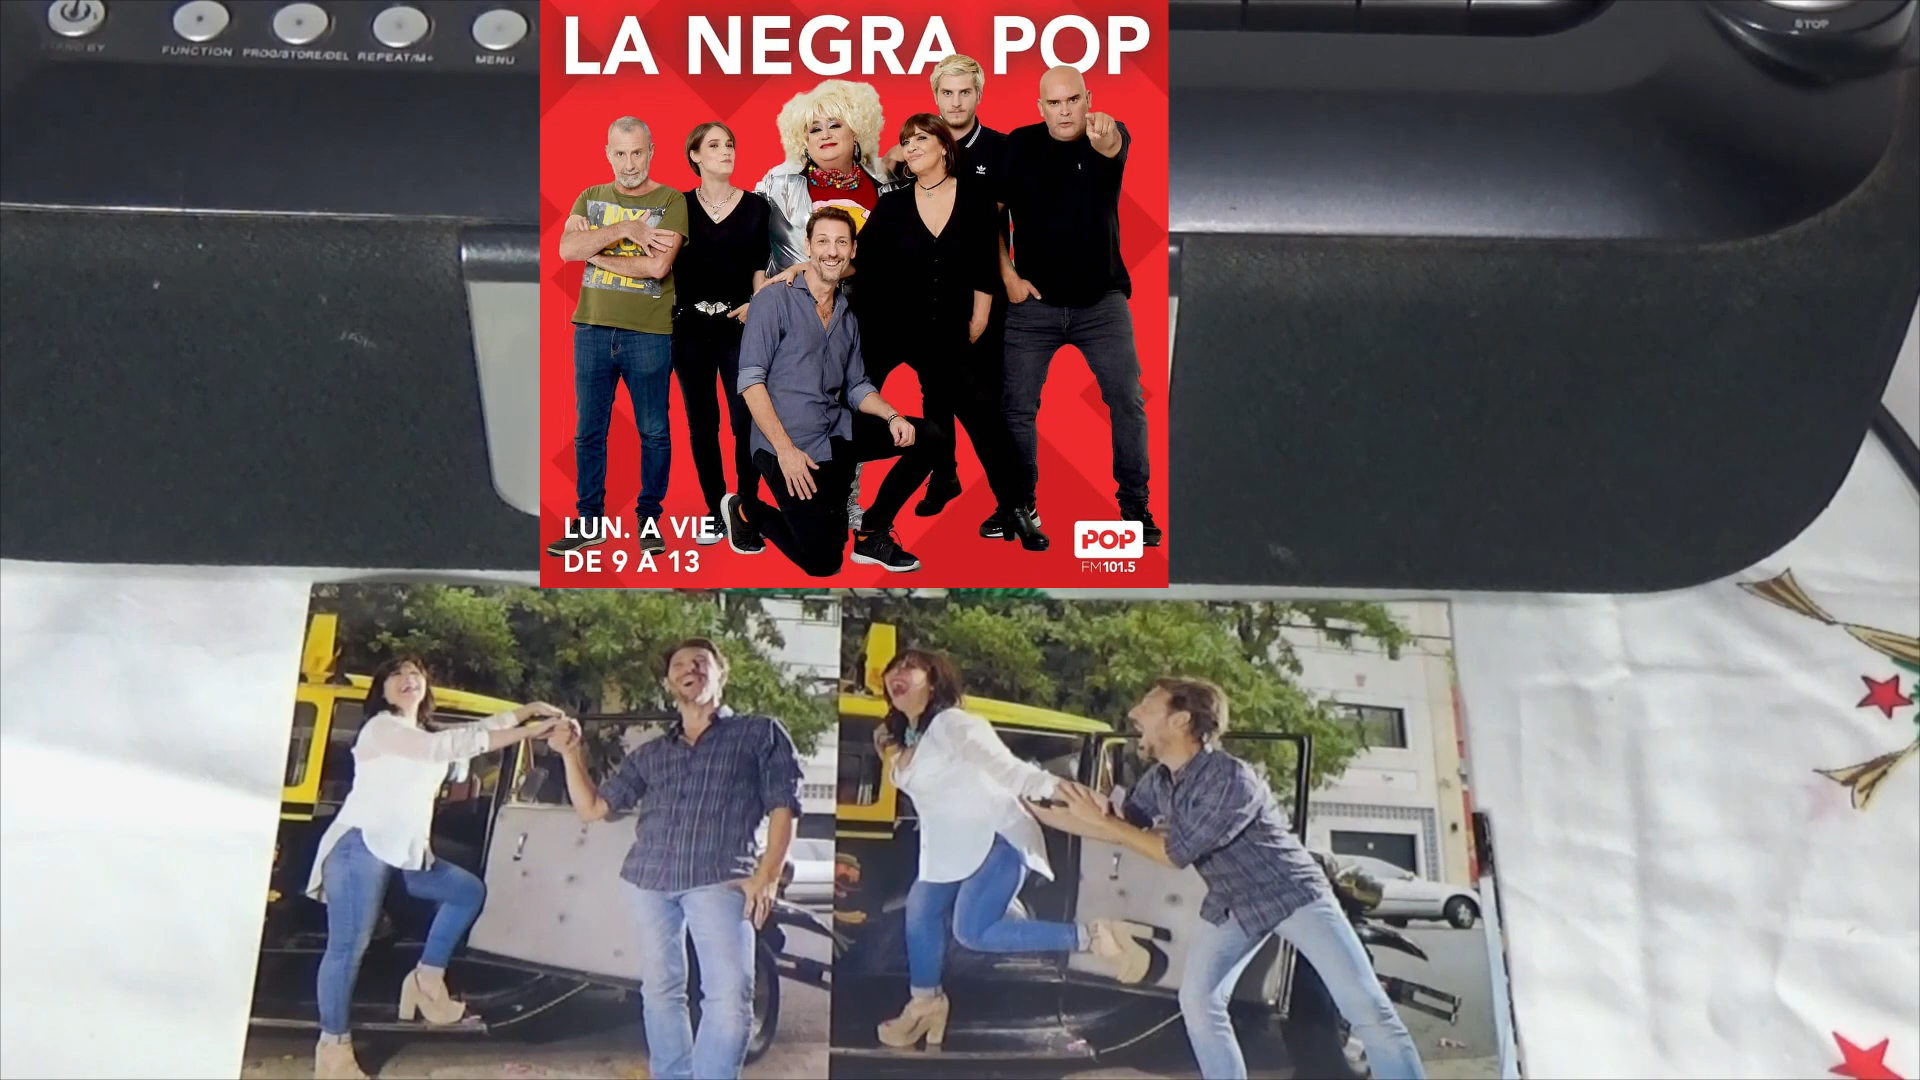 STAND BY
FUNCTION
PROG/STORE/DEL
REPEAT/M+
MENU
STOP
LA NEGRA POP
LUN. A VIE.
DE 9 A 13
POP
FM101.5